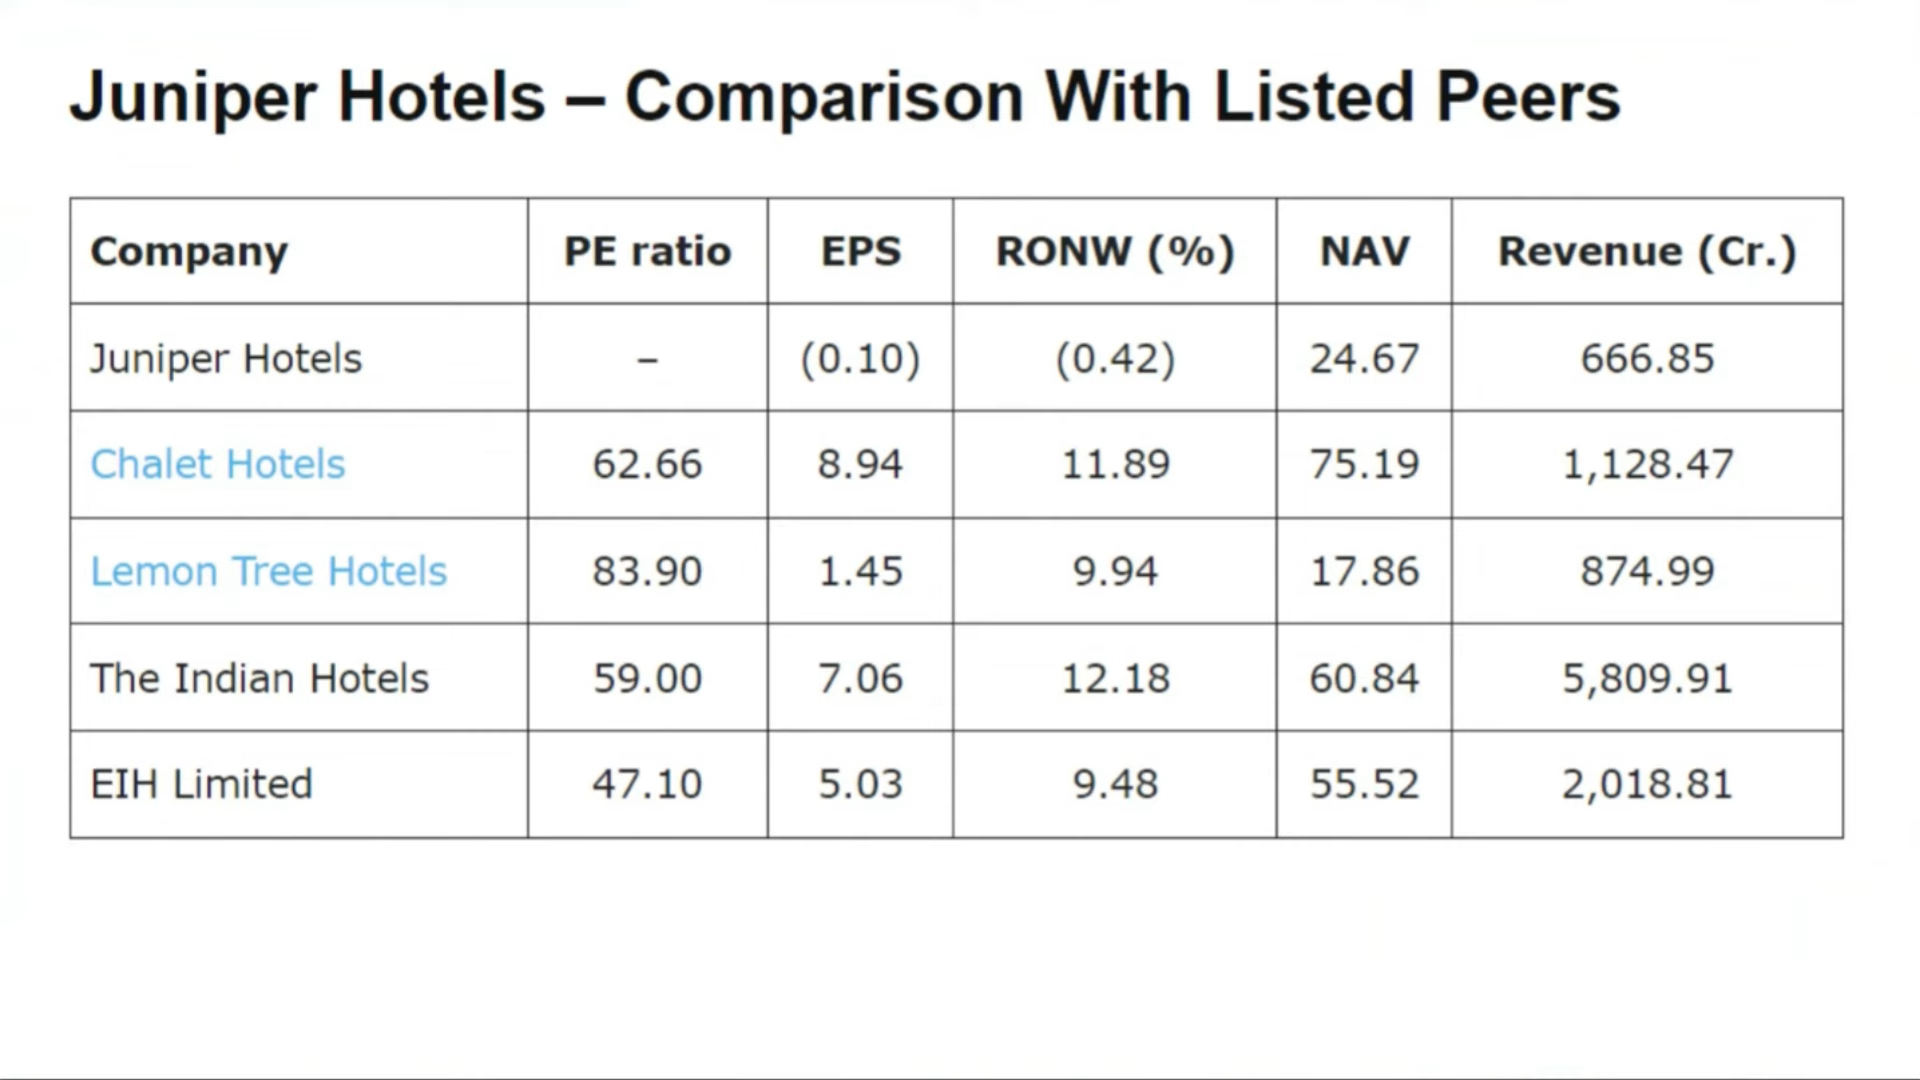 Juniper Hotels – Comparison With Listed Peers
Company PE ratio EPS RONW (%) NAV Revenue (Cr.)
Juniper Hotels – (0.10) (0.42) 24.67 666.85
Chalet Hotels 62.66 8.94 11.89 75.19 1,128.47
Lemon Tree Hotels 83.90 1.45 9.94 17.86 874.99
The Indian Hotels 59.00 7.06 12.18 60.84 5,809.91
EIH Limited 47.10 5.03 9.48 55.52 2,018.81